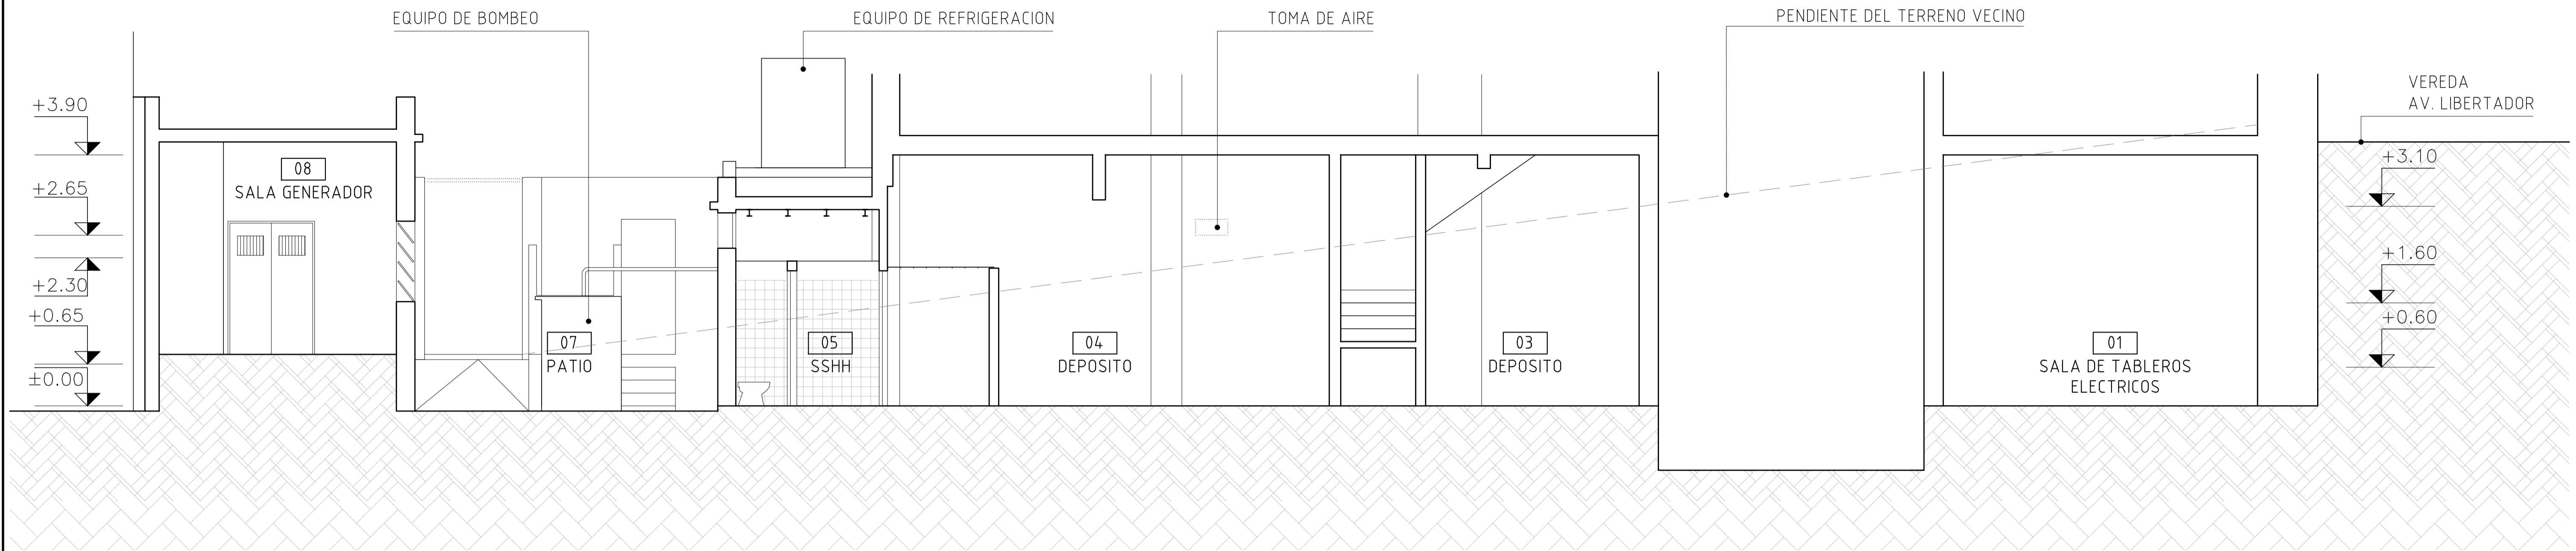 EQUIPO DE BOMBEO
EQUIPO DE REFRIGERACION
TOMA DE AIRE
PENDIENTE DEL TERRENO VECINO
VEREDA
AV. LIBERTADOR
+3.90
+2.65
+2.30
+0.65
±0.00
08
SALA GENERADOR
07
PATIO
05
SSHH
04
DEPOSITO
03
DEPOSITO
01
SALA DE TABLEROS
ELECTRICOS
+3.10
+1.60
+0.60